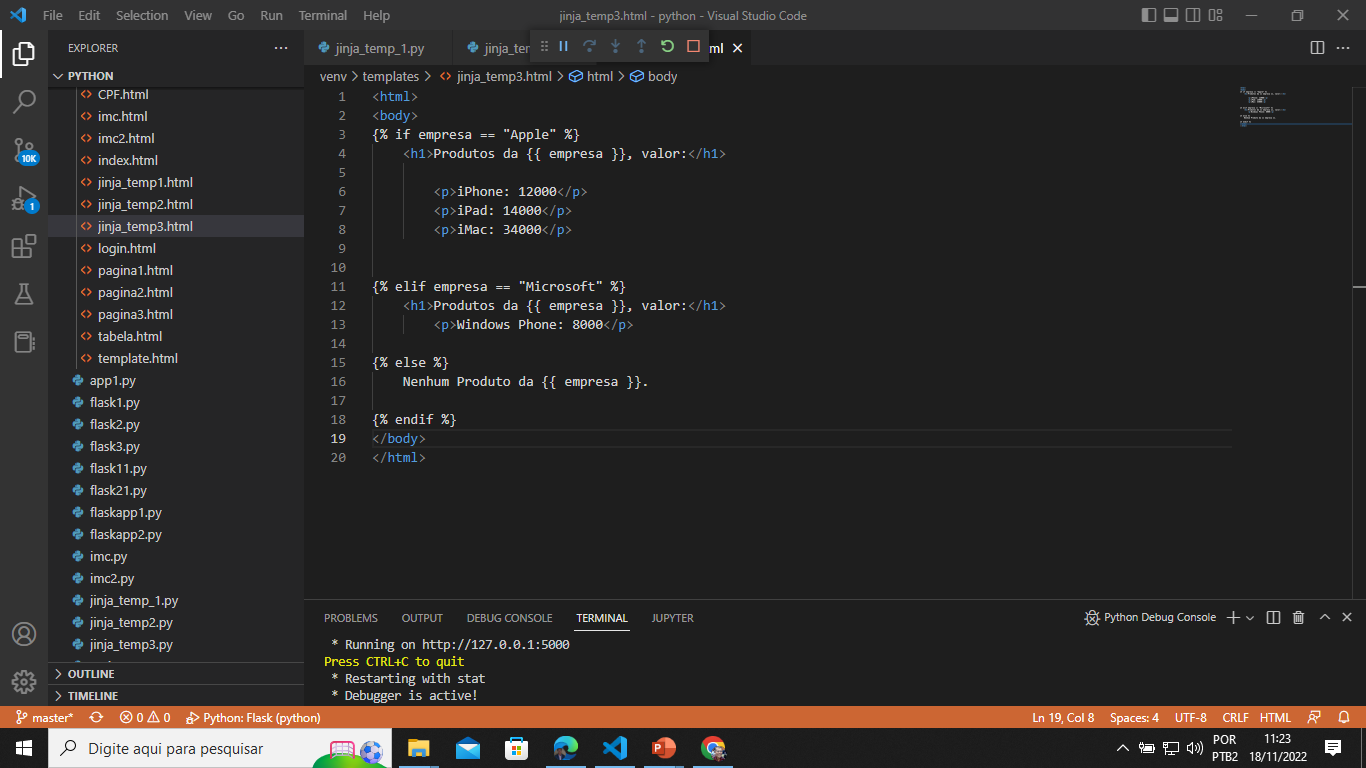 File Edit Selection View Go Run Terminal Help
jinja_temp3.html - python - Visual Studio Code
EXPLORER
PYTHON
CPF.html
imc.html
imc2.html
index.html
jinja_temp1.html
jinja_temp2.html
jinja_temp3.html
login.html
pagina1.html
pagina2.html
pagina3.html
tabela.html
template.html
app1.py
flask1.py
flask2.py
flask3.py
flask11.py
flask21.py
flaskapp1.py
flaskapp2.py
imc.py
imc2.py
jinja_temp_1.py
jinja_temp2.py
jinja_temp3.py
OUTLINE
TIMELINE
10K
1
jinja_temp_1.py jinja_te ml
venv > templates > <> jinja_temp3.html > html > body
1 <html>
2 <body>
3 {% if empresa == "Apple" %}
4 <h1>Produtos da {{ empresa }}, valor:</h1>
5
6 <p>iPhone: 12000</p>
7 <p>iPad: 14000</p>
8 <p>iMac: 34000</p>
9
10
11 {% elif empresa == "Microsoft" %}
12 <h1>Produtos da {{ empresa }}, valor:</h1>
13 <p>Windows Phone: 8000</p>
14
15 {% else %}
16 Nenhum Produto da {{ empresa }}.
17
18 {% endif %}
19 </body>
20 </html>
PROBLEMS OUTPUT DEBUG CONSOLE TERMINAL JUPYTER
Python Debug Console
* Running on http://127.0.0.1:5000
Press CTRL+C to quit
* Restarting with stat
* Debugger is active!
master* 0 0 Python: Flask (python)
Ln 19, Col 8 Spaces: 4 UTF-8 CRLF HTML
Digite aqui para pesquisar
POR
PTB2
11:23
18/11/2022